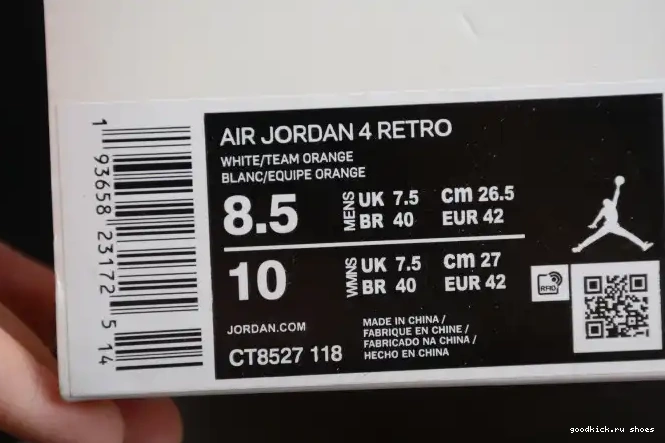 1 93658 23172 5 14
AIR JORDAN 4 RETRO
WHITE/TEAM ORANGE
BLANC/EQUIPE ORANGE
8.5
MENS
UK 7.5 cm 26.5
BR 40 EUR 42
10
WMNS
UK 7.5 cm 27
BR 40 EUR 42
RFID
JORDAN.COM
CT8527 118
MADE IN CHINA /
FABRIQUE EN CHINE /
FABRICADO NA CHINA /
HECHO EN CHINA
goodkick.ru shoes